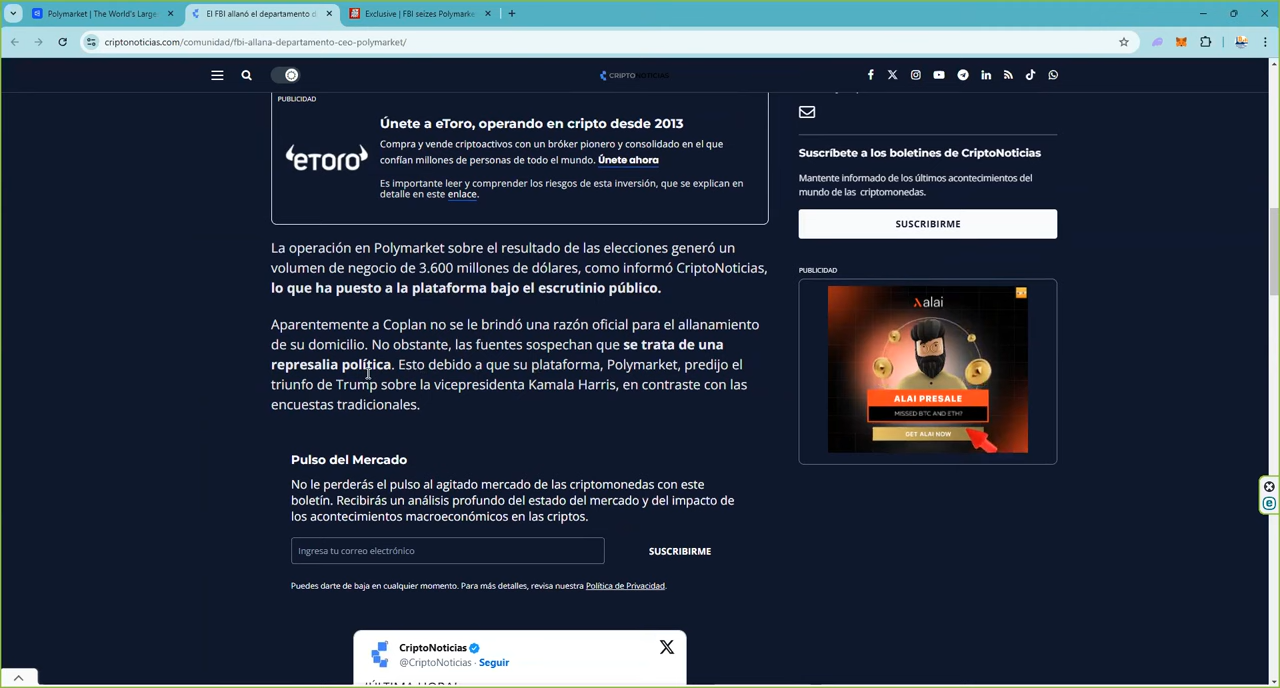 Polymarket | The World's Large
El FBI allanó el departamento d
Exclusive | FBI seizes Polymarke
criptonoticias.com/comunidad/fbi-allana-departamento-ceo-polymarket/
CRIPTONOTICIAS
PUBLICIDAD
Únete a eToro, operando en cripto desde 2013
eToro
Compra y vende criptoactivos con un bróker pionero y consolidado en el que
confían millones de personas de todo el mundo. Únete ahora
Es importante leer y comprender los riesgos de esta inversión, que se explican en
detalle en este enlace.
La operación en Polymarket sobre el resultado de las elecciones generó un
volumen de negocio de 3.600 millones de dólares, como informó CriptoNoticias,
lo que ha puesto a la plataforma bajo el escrutinio público.
Aparentemente a Coplan no se le brindó una razón oficial para el allanamiento
de su domicilio. No obstante, las fuentes sospechan que se trata de una
represalia política. Esto debido a que su plataforma, Polymarket, predijo el
triunfo de Trump sobre la vicepresidenta Kamala Harris, en contraste con las
encuestas tradicionales.
Pulso del Mercado
No le perderás el pulso al agitado mercado de las criptomonedas con este
boletín. Recibirás un análisis profundo del estado del mercado y del impacto de
los acontecimientos macroeconómicos en las criptos.
Ingresa tu correo electrónico
SUSCRIBIRME
Puedes darte de baja en cualquier momento. Para más detalles, revisa nuestra Política de Privacidad.
CriptoNoticias
@CriptoNoticias · Seguir
Suscríbete a los boletines de CriptoNoticias
Mantente informado de los últimos acontecimientos del
mundo de las criptomonedas.
SUSCRIBIRME
PUBLICIDAD
alai
ALAI PRESALE
MISSED BTC AND ETH?
GET ALAI NOW